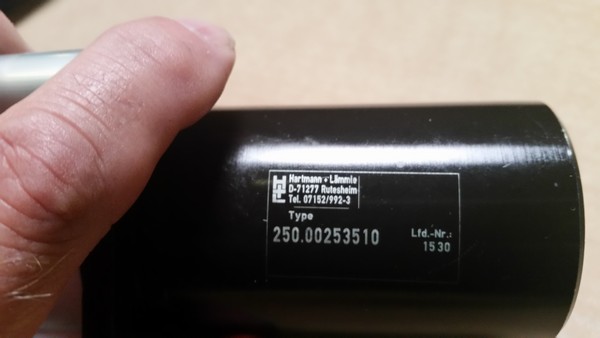 Hartmann + Lämmle
D-71277 Rutesheim
Tel. 07152/992-3
Type
250.00253510
Lfd.-Nr.:
1530